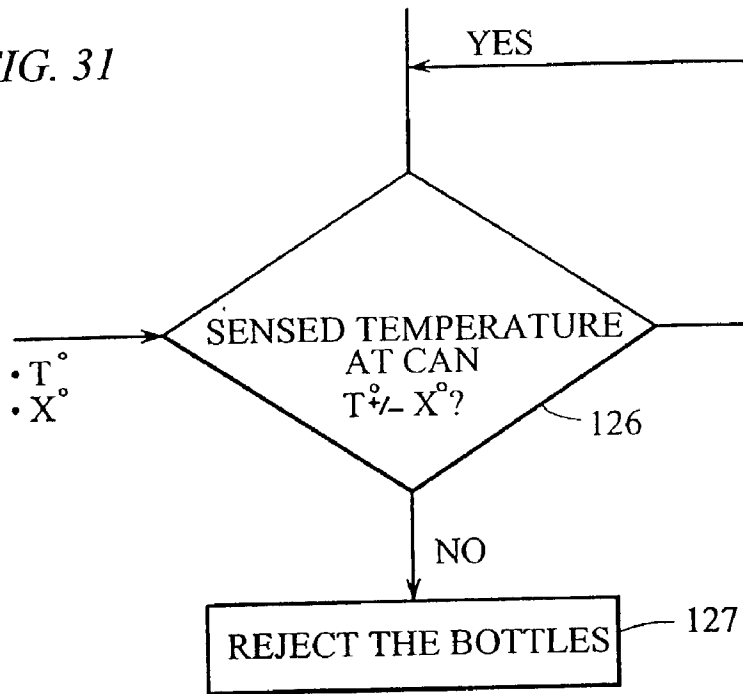 FIG. 31
YES
SENSED TEMPERATURE
AT CAN
T° +/- X°?
• T°
• X°
126
NO
REJECT THE BOTTLES
127